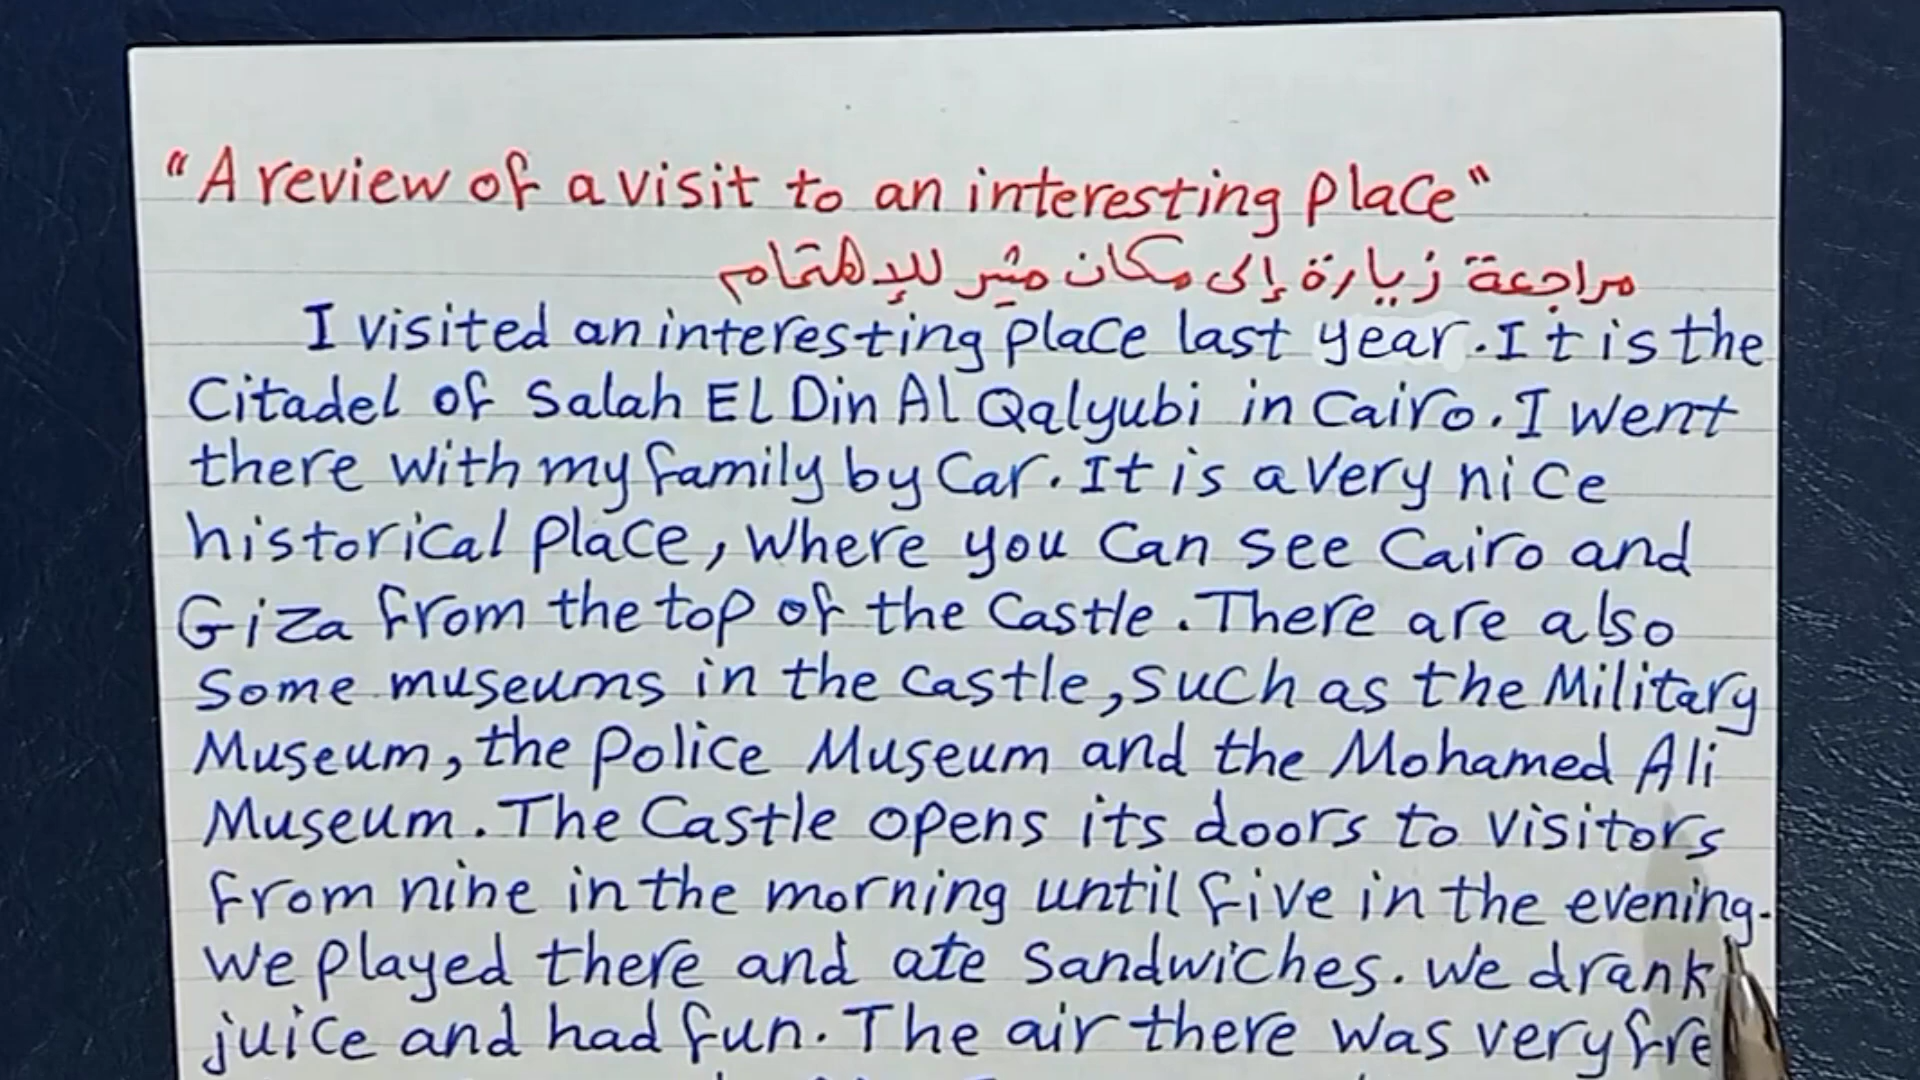 "A review of a visit to an interesting place"
مراجعة زيارة إلى مكان مثير للإهتمام
I visited an interesting place last year. It is the
Citadel of Salah El Din Al Qalyubi in Cairo. I went
there with my family by Car. It is a very nice
historical place, where you can see Cairo and
Giza from the top of the Castle. There are also
Some museums in the castle, such as the Military
Museum, the Police Museum and the Mohamed Ali
Museum. The Castle opens its doors to visitors
from nine in the morning until five in the evening.
We played there and ate Sandwiches. We drank
juice and had fun. The air there was very fre